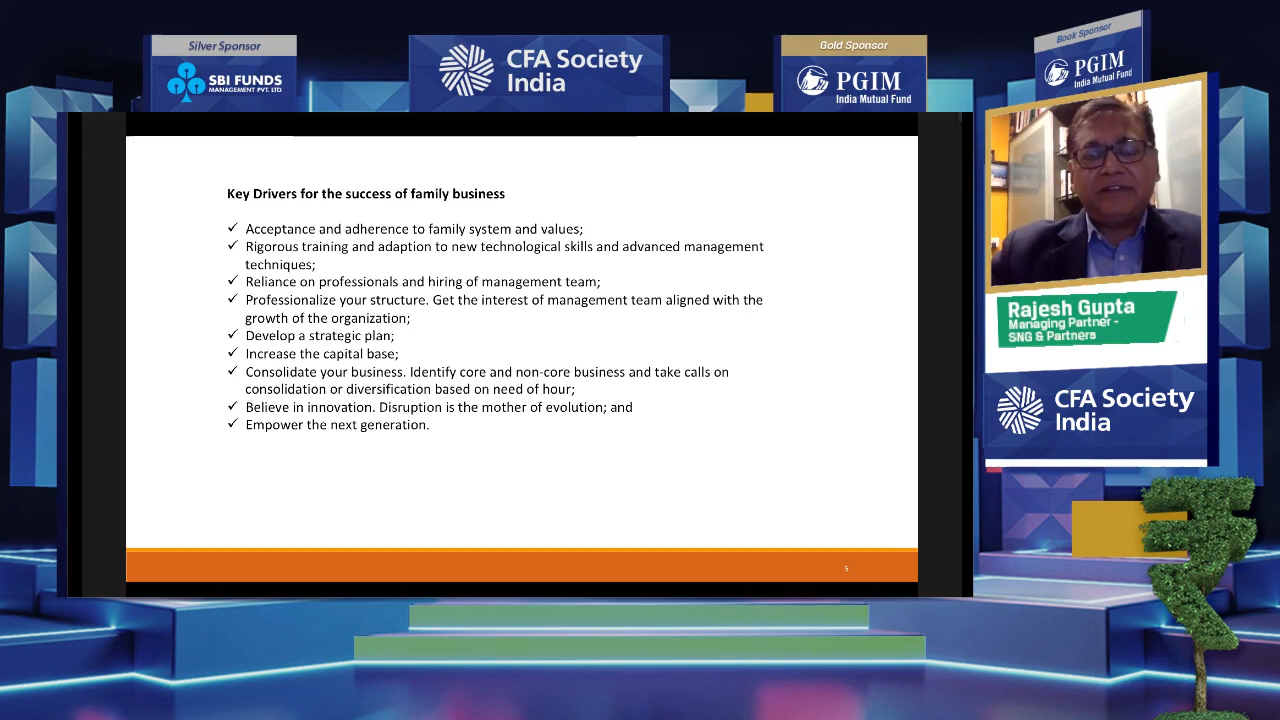 Silver Sponsor
SBI FUNDS
MANAGEMENT PVT. LTD.
CFA Society
India
Gold Sponsor
PGIM
India Mutual Fund
Book Sponsor
PGIM
India Mutual Fund
Key Drivers for the success of family business
✓ Acceptance and adherence to family system and values;
✓ Rigorous training and adaption to new technological skills and advanced management
techniques;
✓ Reliance on professionals and hiring of management team;
✓ Professionalize your structure. Get the interest of management team aligned with the
growth of the organization;
✓ Develop a strategic plan;
✓ Increase the capital base;
✓ Consolidate your business. Identify core and non-core business and take calls on
consolidation or diversification based on need of hour;
✓ Believe in innovation. Disruption is the mother of evolution; and
✓ Empower the next generation.
5
Rajesh Gupta
Managing Partner -
SNG & Partners
CFA Society
India